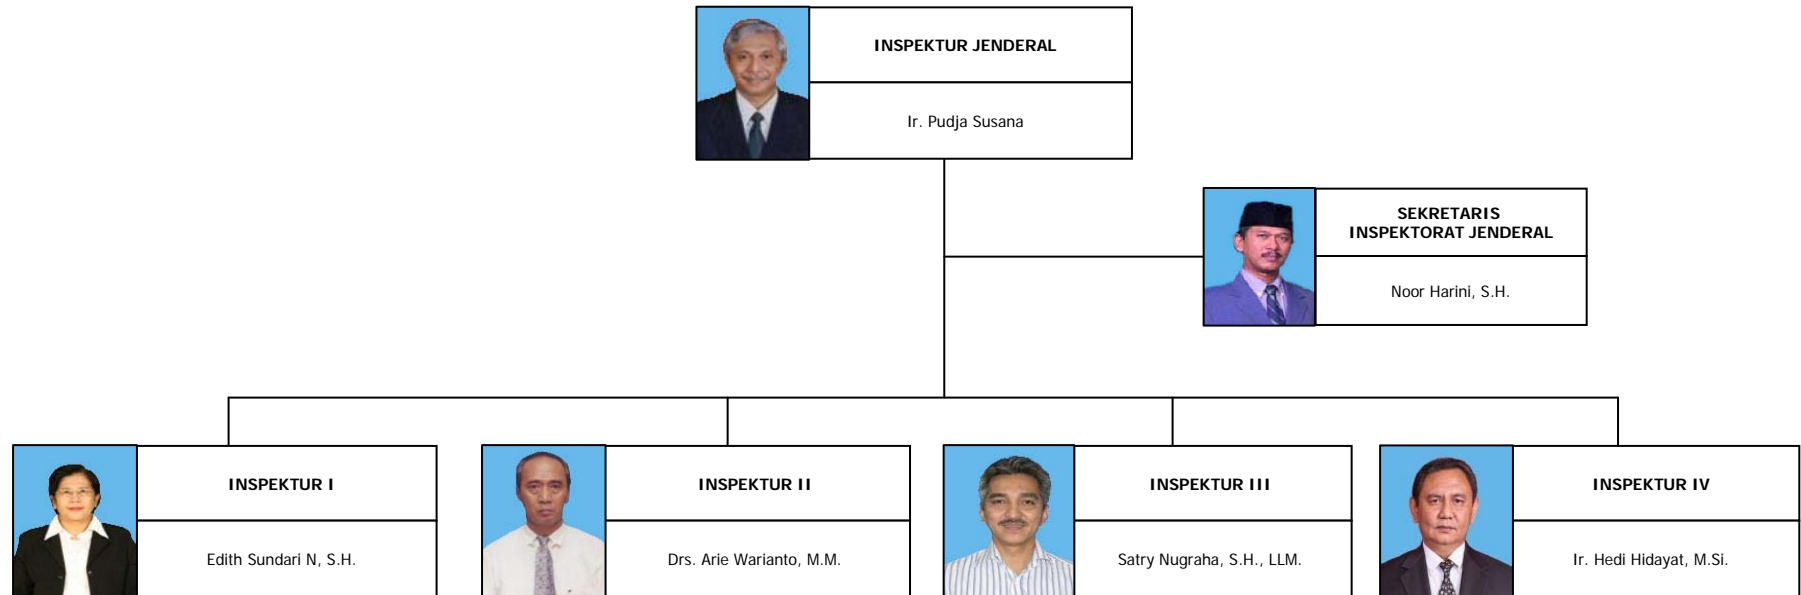 INSPEKTUR JENDERAL
Ir. Pudja Susana
SEKRETARIS
INSPEKTORAT JENDERAL
Noor Harini, S.H.
INSPEKTUR I
Edith Sundari N, S.H.
INSPEKTUR II
Drs. Arie Warianto, M.M.
INSPEKTUR III
Satry Nugraha, S.H., LLM.
INSPEKTUR IV
Ir. Hedi Hidayat, M.Si.